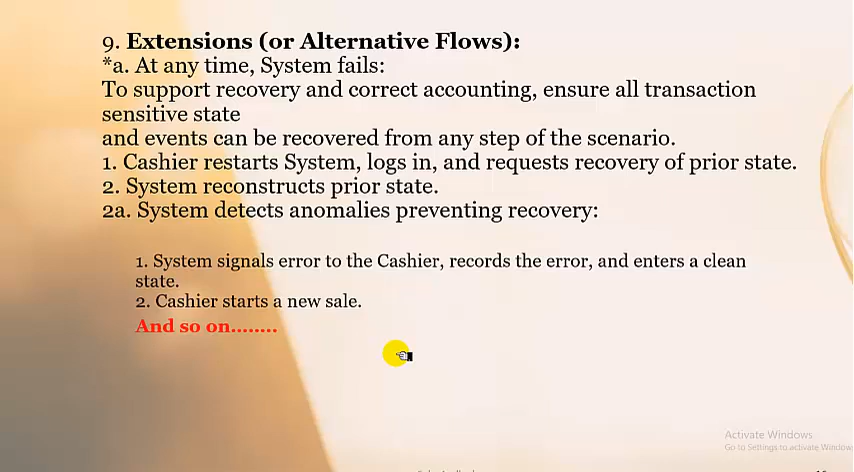 9. Extensions (or Alternative Flows):
*a. At any time, System fails:
To support recovery and correct accounting, ensure all transaction
sensitive state
and events can be recovered from any step of the scenario.
1. Cashier restarts System, logs in, and requests recovery of prior state.
2. System reconstructs prior state.
2a. System detects anomalies preventing recovery:
1. System signals error to the Cashier, records the error, and enters a clean
state.
2. Cashier starts a new sale.
And so on........
Activate Windows
Go to Settings to activate Window